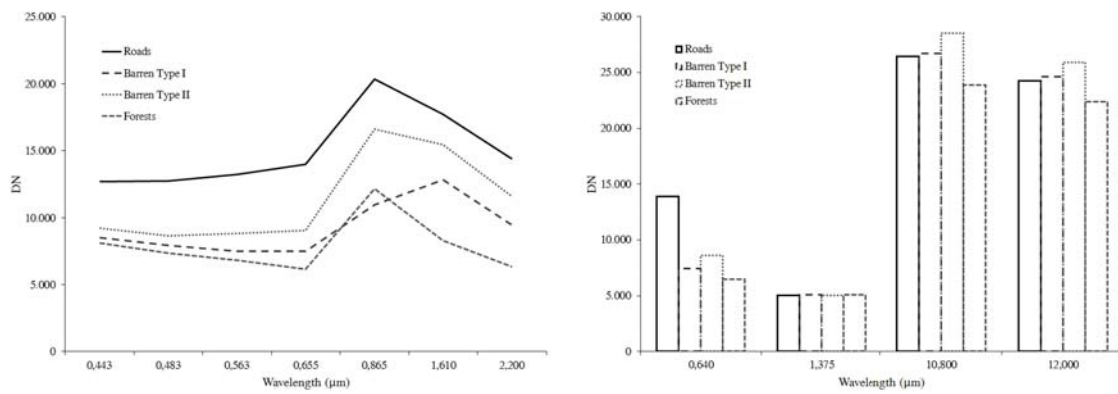 25.000
20.000
15.000
10.000
5.000
0
DN
Roads
Barren Type I
Barren Type II
Forests
0,443 0,483 0,563 0,655 0,865 1,610 2,200
Wavelength (μm)
30.000
25.000
20.000
15.000
10.000
5.000
0
DN
Roads
Barren Type I
Barren Type II
Forests
0,640 1,375 10,800 12,000
Wavelength (μm)